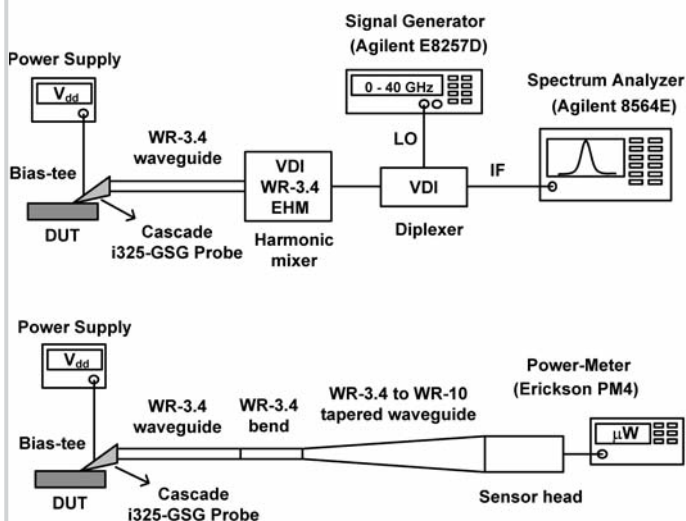 Signal Generator
(Agilent E8257D)
Power Supply
Vdd
0 - 40 GHz
Spectrum Analyzer
(Agilent 8564E)
WR-3.4
waveguide
LO
Bias-tee
VDI
WR-3.4
EHM
VDI
IF
DUT
Cascade
i325-GSG Probe
Harmonic
mixer
Diplexer
Power Supply
Vdd
Power-Meter
(Erickson PM4)
WR-3.4
waveguide
WR-3.4
bend
WR-3.4 to WR-10
tapered waveguide
µW
Bias-tee
DUT
Cascade
i325-GSG Probe
Sensor head